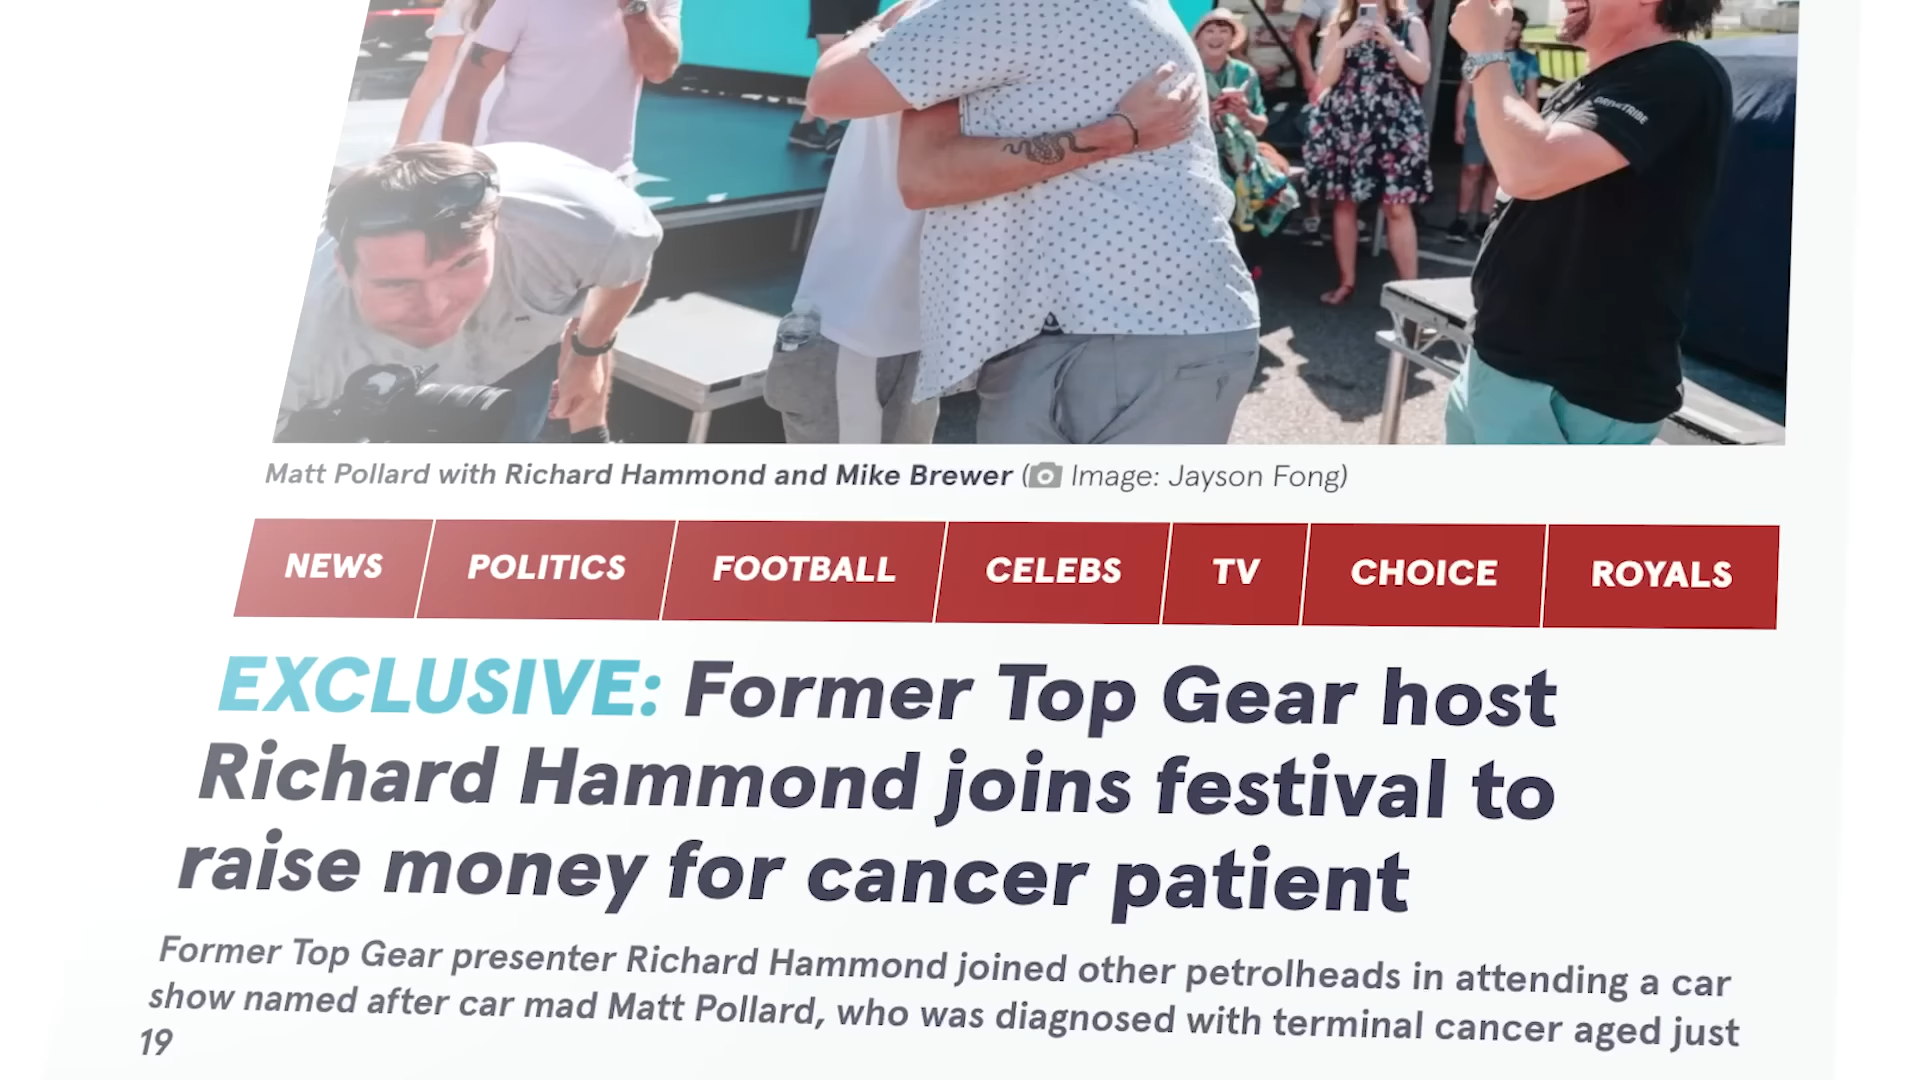 DRIVETRIBE
Matt Pollard with Richard Hammond and Mike Brewer (Image: Jayson Fong)
NEWS POLITICS FOOTBALL CELEBS TV CHOICE ROYALS
EXCLUSIVE: Former Top Gear host
Richard Hammond joins festival to
raise money for cancer patient
Former Top Gear presenter Richard Hammond joined other petrolheads in attending a car
show named after car mad Matt Pollard, who was diagnosed with terminal cancer aged just
19